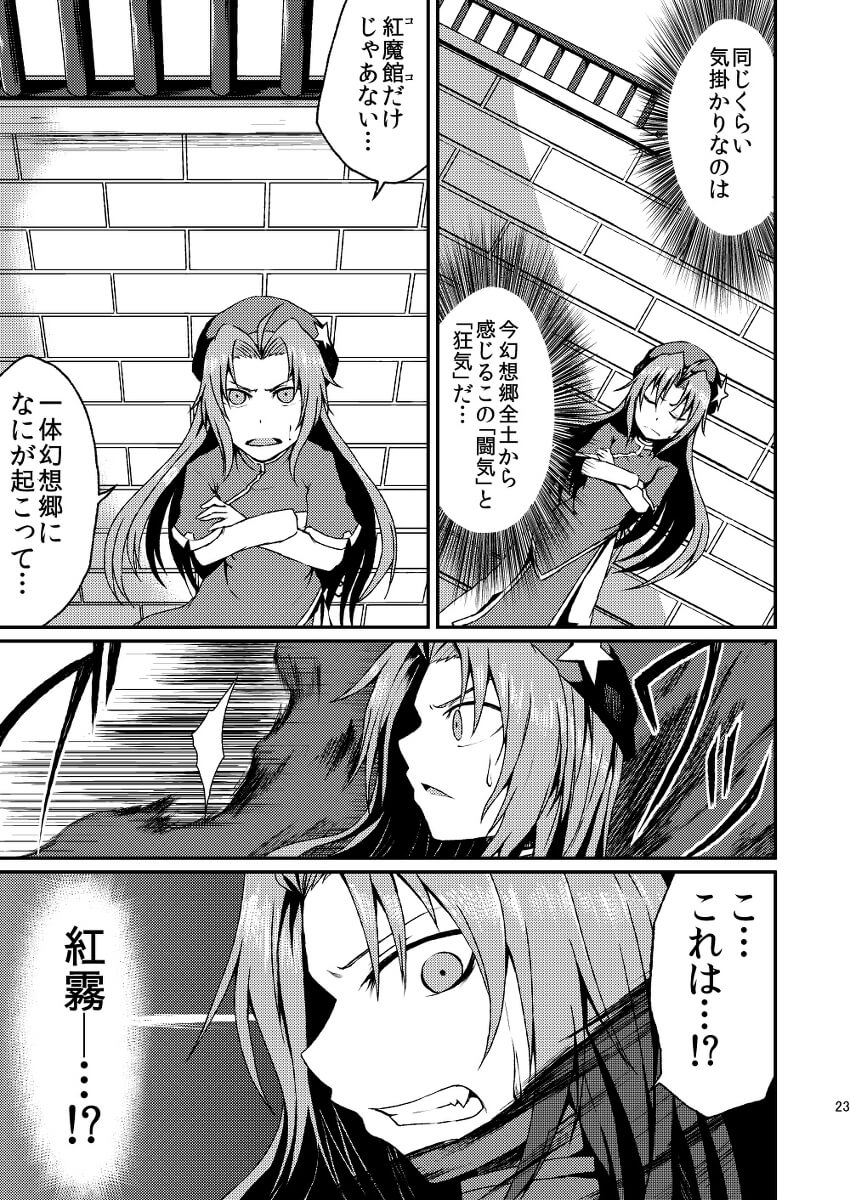 同じくらい
気掛かりなのは
今幻想郷全土から
感じるこの「闘気」と
「狂気」だ…
紅魔館だけ
ココ
じゃあない…
一体幻想郷に
なにが起こって…
こ…
これは…!?
紅霧―…!?
23